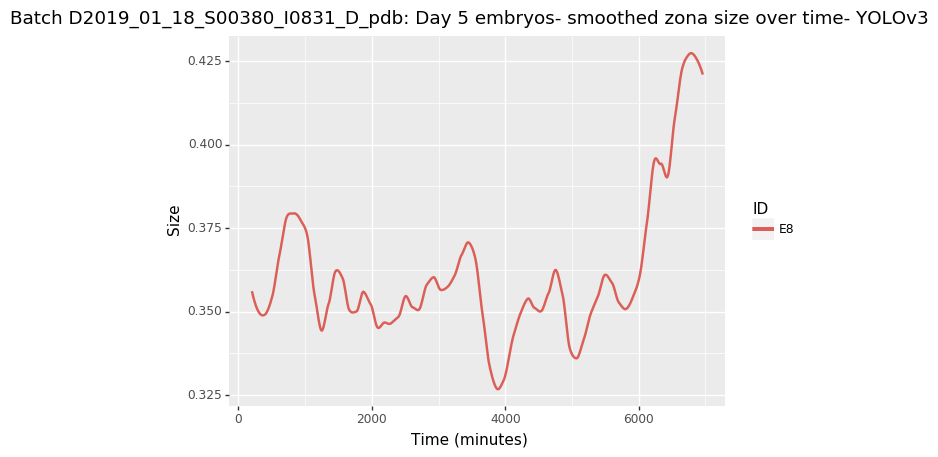 Batch D2019_01_18_S00380_I0831_D_pdb: Day 5 embryos- smoothed zona size over time- YOLOv3
0.425
0.400
0.375
0.350
0.325
Size
0
2000
4000
6000
Time (minutes)
ID
E8